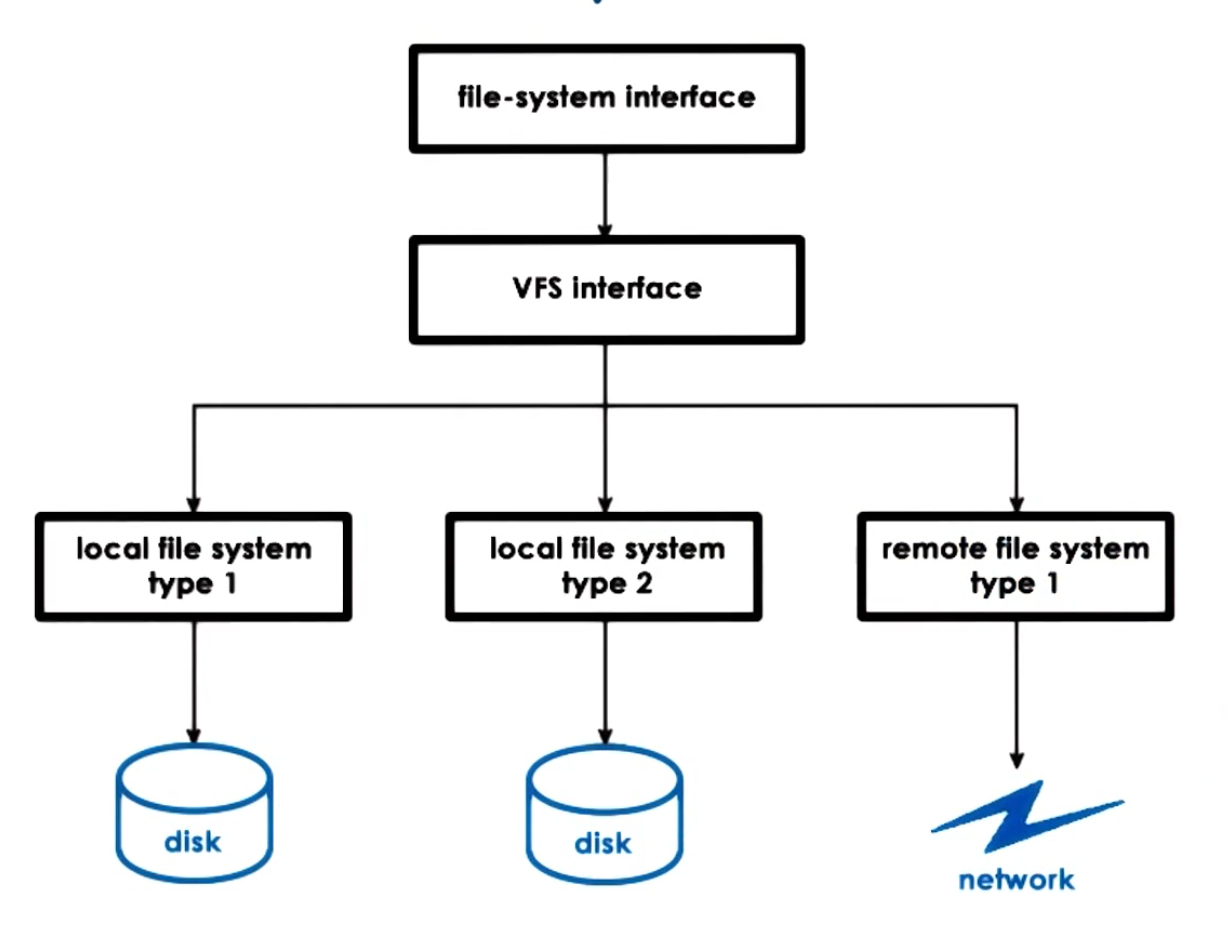 file-system interface
VFS interface
local file system
type 1
local file system
type 2
remote file system
type 1
disk
disk
network